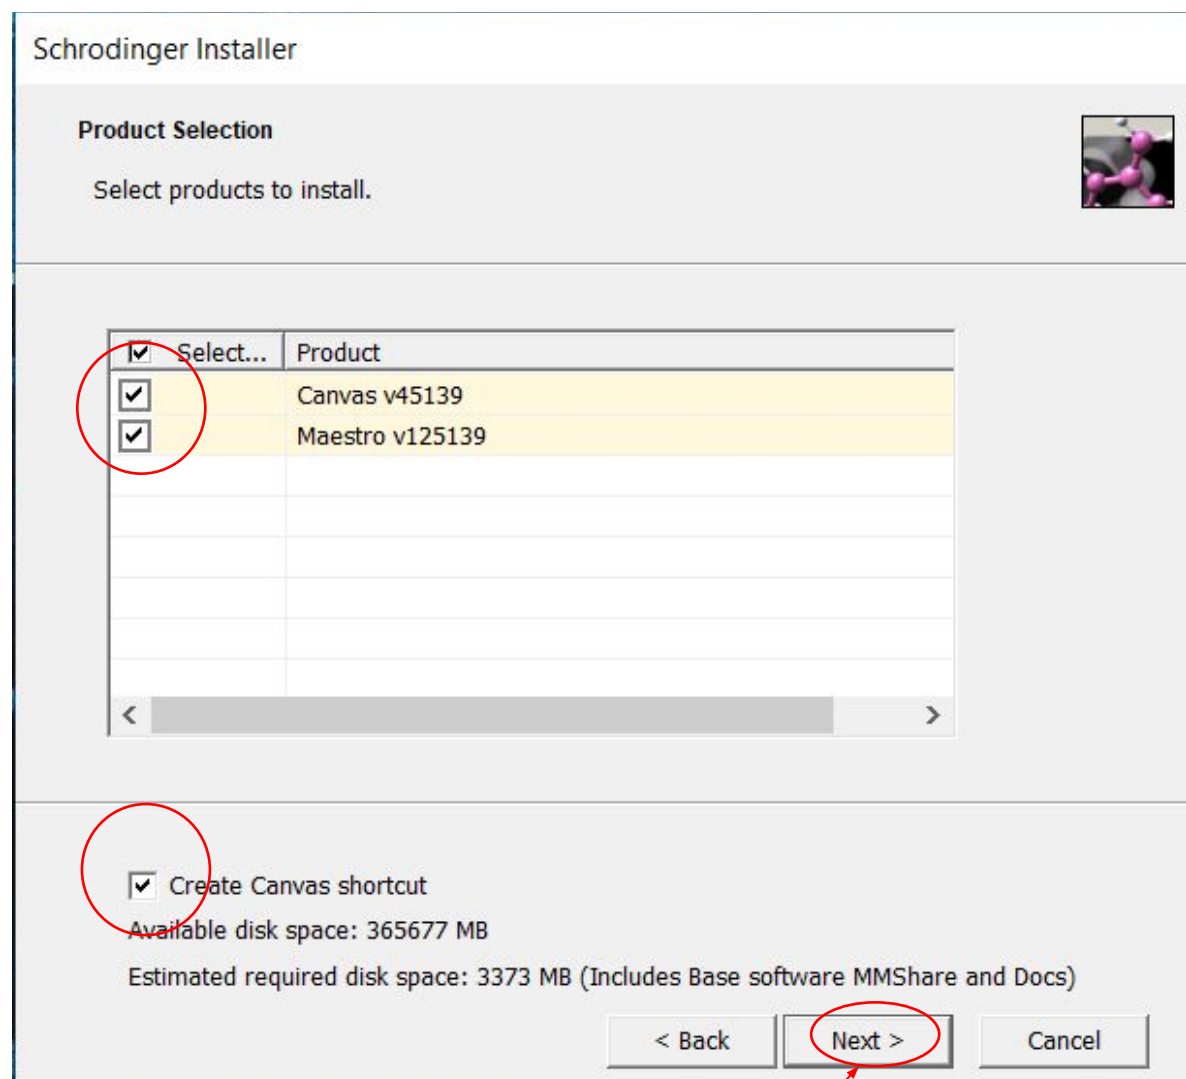 Schrodinger Installer
Product Selection
Select products to install.
Select... Product
Canvas v45139
Maestro v125139
Create Canvas shortcut
Available disk space: 365677 MB
Estimated required disk space: 3373 MB (Includes Base software MMShare and Docs)
< Back Next > Cancel